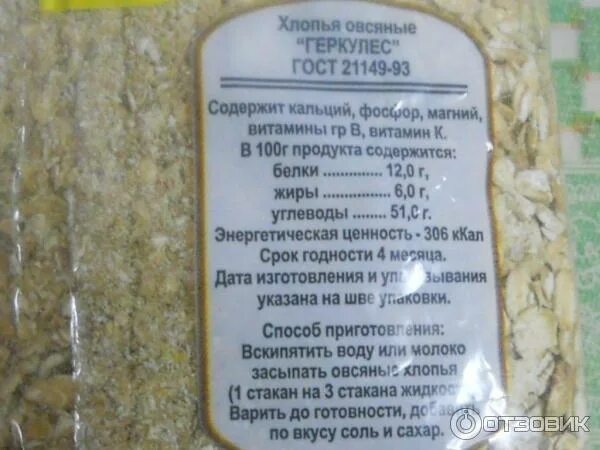 Хлопья овсяные
"ГЕРКУЛЕС"
ГОСТ 21149-93
Содержит кальций, фосфор, магний,
витамины гр В, витамин К.
В 100г продукта содержится:
белки ............... 12,0 г,
жиры ............... 6,0 г,
углеводы ........ 51,0 г.
Энергетическая ценность - 306 кКал
Срок годности 4 месяца.
Дата изготовления и упаковывания
указана на шве упаковки.
Способ приготовления:
Вскипятить воду или молоко
засыпать овсяные хлопья
(1 стакан на 3 стакана жидкост
Варить до готовности, добав
по вкусу соль и сахар.
ОТЗОВИК